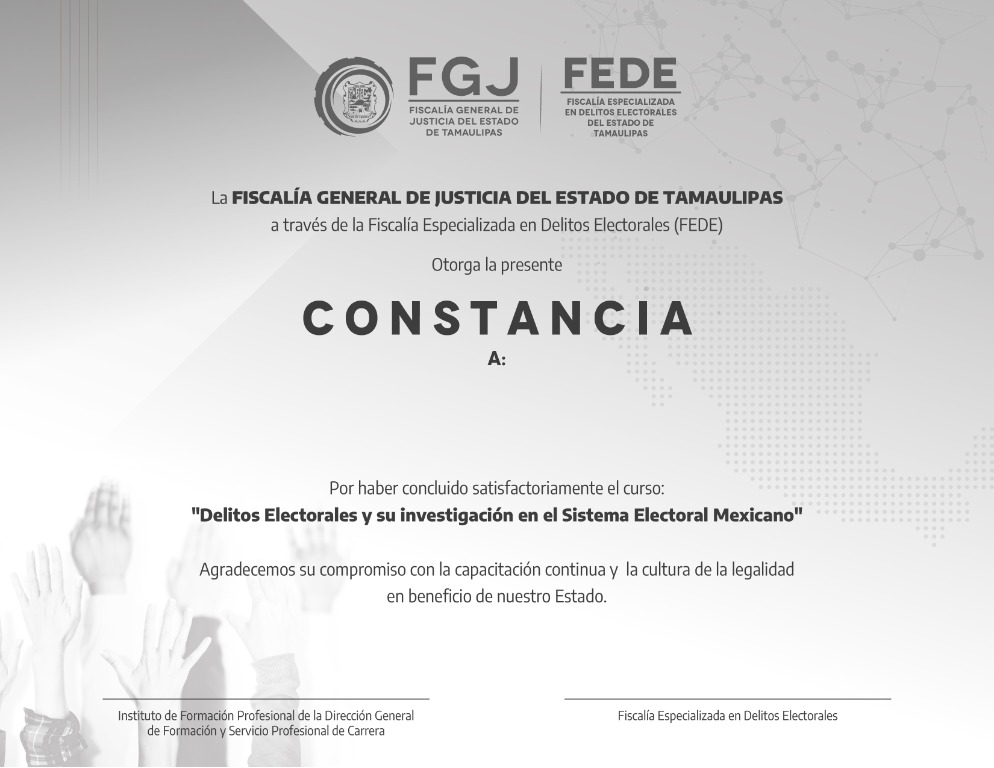 FGJ
FISCALÍA GENERAL DE
JUSTICIA DEL ESTADO
DE TAMAULIPAS
FEDE
FISCALÍA ESPECIALIZADA
EN DELITOS ELECTORALES
DEL ESTADO DE
TAMAULIPAS
La FISCALÍA GENERAL DE JUSTICIA DEL ESTADO DE TAMAULIPAS
a través de la Fiscalía Especializada en Delitos Electorales (FEDE)
Otorga la presente
CONSTANCIA
A:
Por haber concluido satisfactoriamente el curso:
"Delitos Electorales y su investigación en el Sistema Electoral Mexicano"
Agradecemos su compromiso con la capacitación continua y  la cultura de la legalidad
en beneficio de nuestro Estado.
Instituto de Formación Profesional de la Dirección General
de Formación y Servicio Profesional de Carrera
Fiscalía Especializada en Delitos Electorales